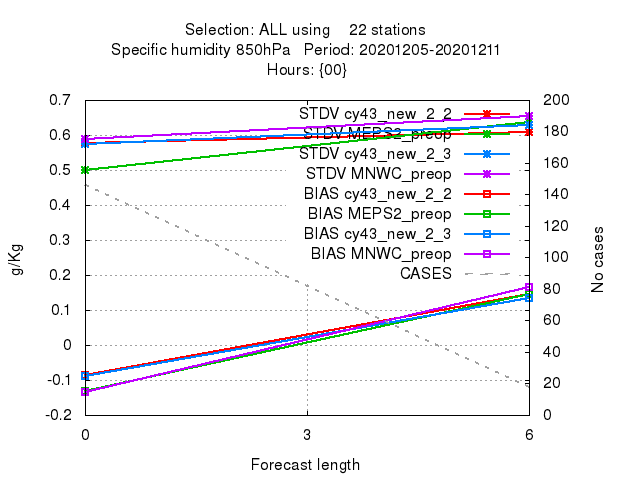 Selection: ALL using 22 stations
Specific humidity 850hPa Period: 20201205-20201211
Hours: {00}
0.7
0.6
0.5
0.4
0.3
0.2
0.1
0
-0.1
-0.2
g/Kg
STDV cy43_new_2_2
STDV MEPS2_preop
STDV cy43_new_2_3
STDV MNWC_preop
BIAS cy43_new_2_2
BIAS MEPS2_preop
BIAS cy43_new_2_3
BIAS MNWC_preop
CASES
200
180
160
140
120
100
80
60
40
20
0
No cases
0 3 6
Forecast length